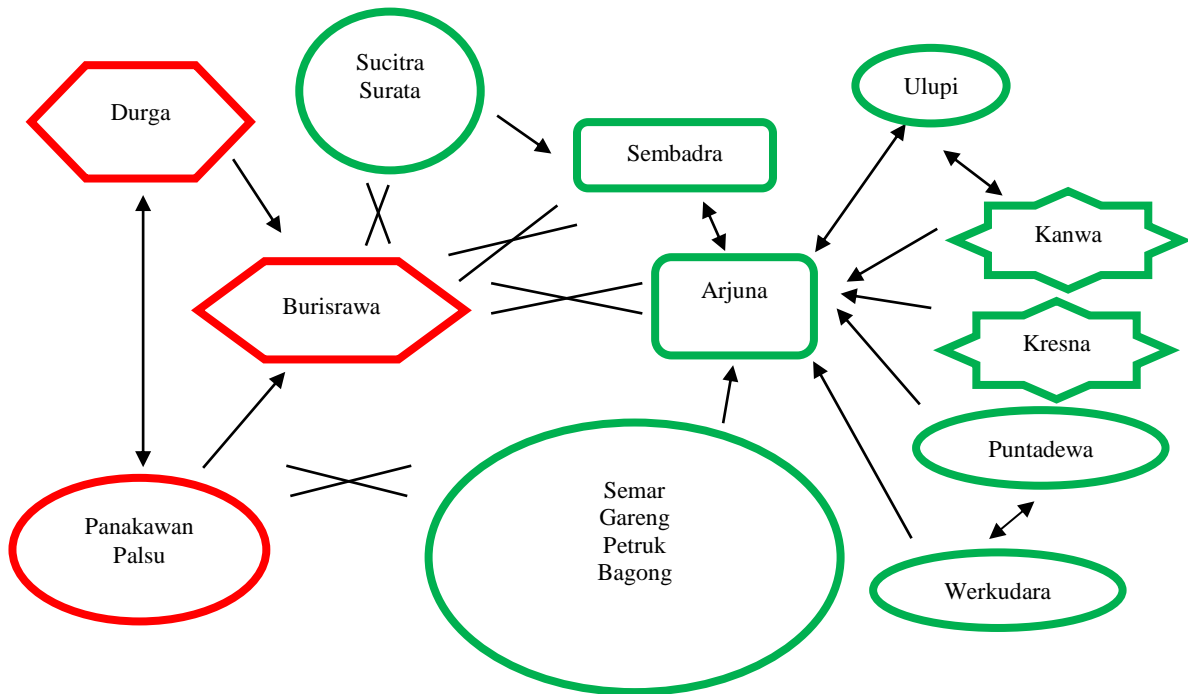 Sucitra
Surata
Durga
Ulupi
Sembadra
Kanwa
Burisrawa
Arjuna
Kresna
Puntadewa
Panakawan
Palsu
Semar
Gareng
Petruk
Bagong
Werkudara